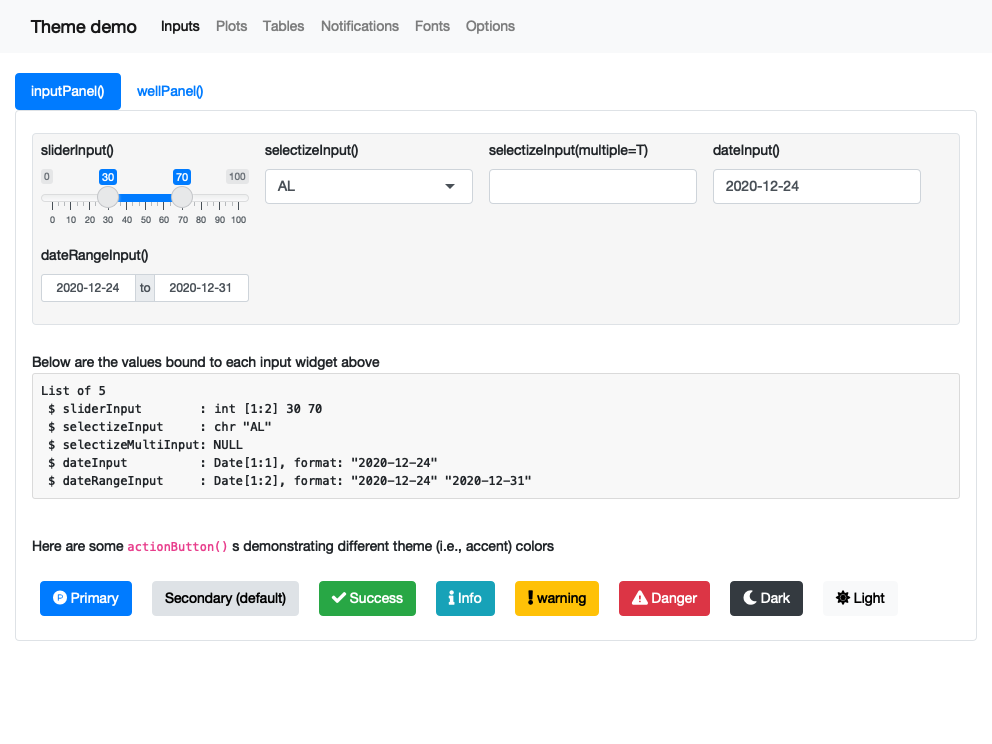 Theme demo Inputs Plots Tables Notifications Fonts Options
inputPanel() wellPanel()
sliderInput() selectizeInput() selectizeInput(multiple=T) dateInput()
0 30 70 100
AL 2020-12-24
0 10 20 30 40 50 60 70 80 90 100
dateRangeInput()
2020-12-24 to 2020-12-31
Below are the values bound to each input widget above
List of 5
 $ sliderInput        : int [1:2] 30 70
 $ selectizeInput     : chr "AL"
 $ selectizeMultiInput: NULL
 $ dateInput          : Date[1:1], format: "2020-12-24"
 $ dateRangeInput     : Date[1:2], format: "2020-12-24" "2020-12-31"
Here are some actionButton() s demonstrating different theme (i.e., accent) colors
Primary Secondary (default) Success Info warning Danger Dark Light